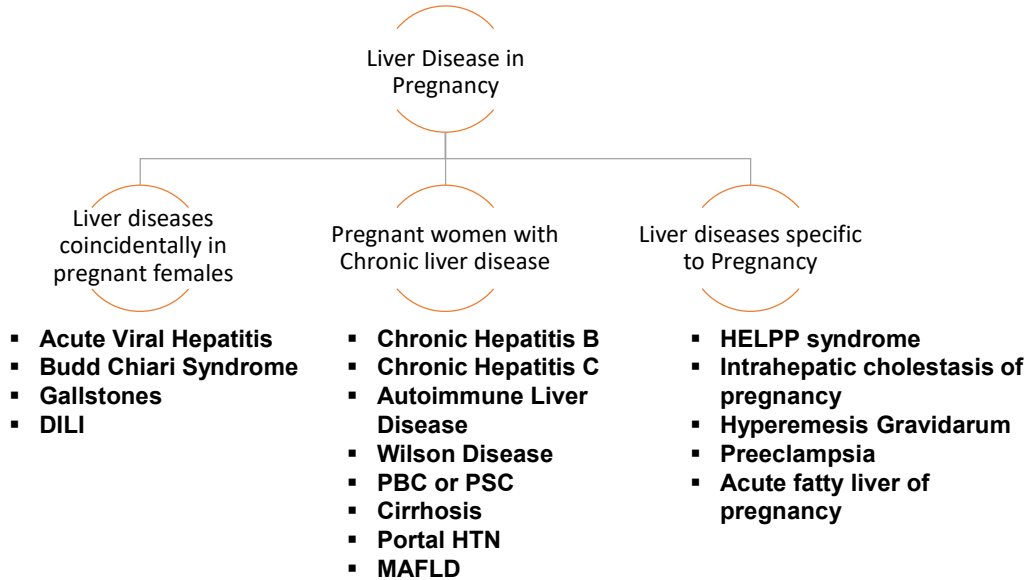 Liver Disease in
Pregnancy
Liver diseases
coincidentally in
pregnant females
▪ Acute Viral Hepatitis
▪ Budd Chiari Syndrome
▪ Gallstones
▪ DILI
Pregnant women with
Chronic liver disease
▪ Chronic Hepatitis B
▪ Chronic Hepatitis C
▪ Autoimmune Liver
Disease
▪ Wilson Disease
▪ PBC or PSC
▪ Cirrhosis
▪ Portal HTN
▪ MAFLD
Liver diseases specific
to Pregnancy
▪ HELPP syndrome
▪ Intrahepatic cholestasis of
pregnancy
▪ Hyperemesis Gravidarum
▪ Preeclampsia
▪ Acute fatty liver of
pregnancy